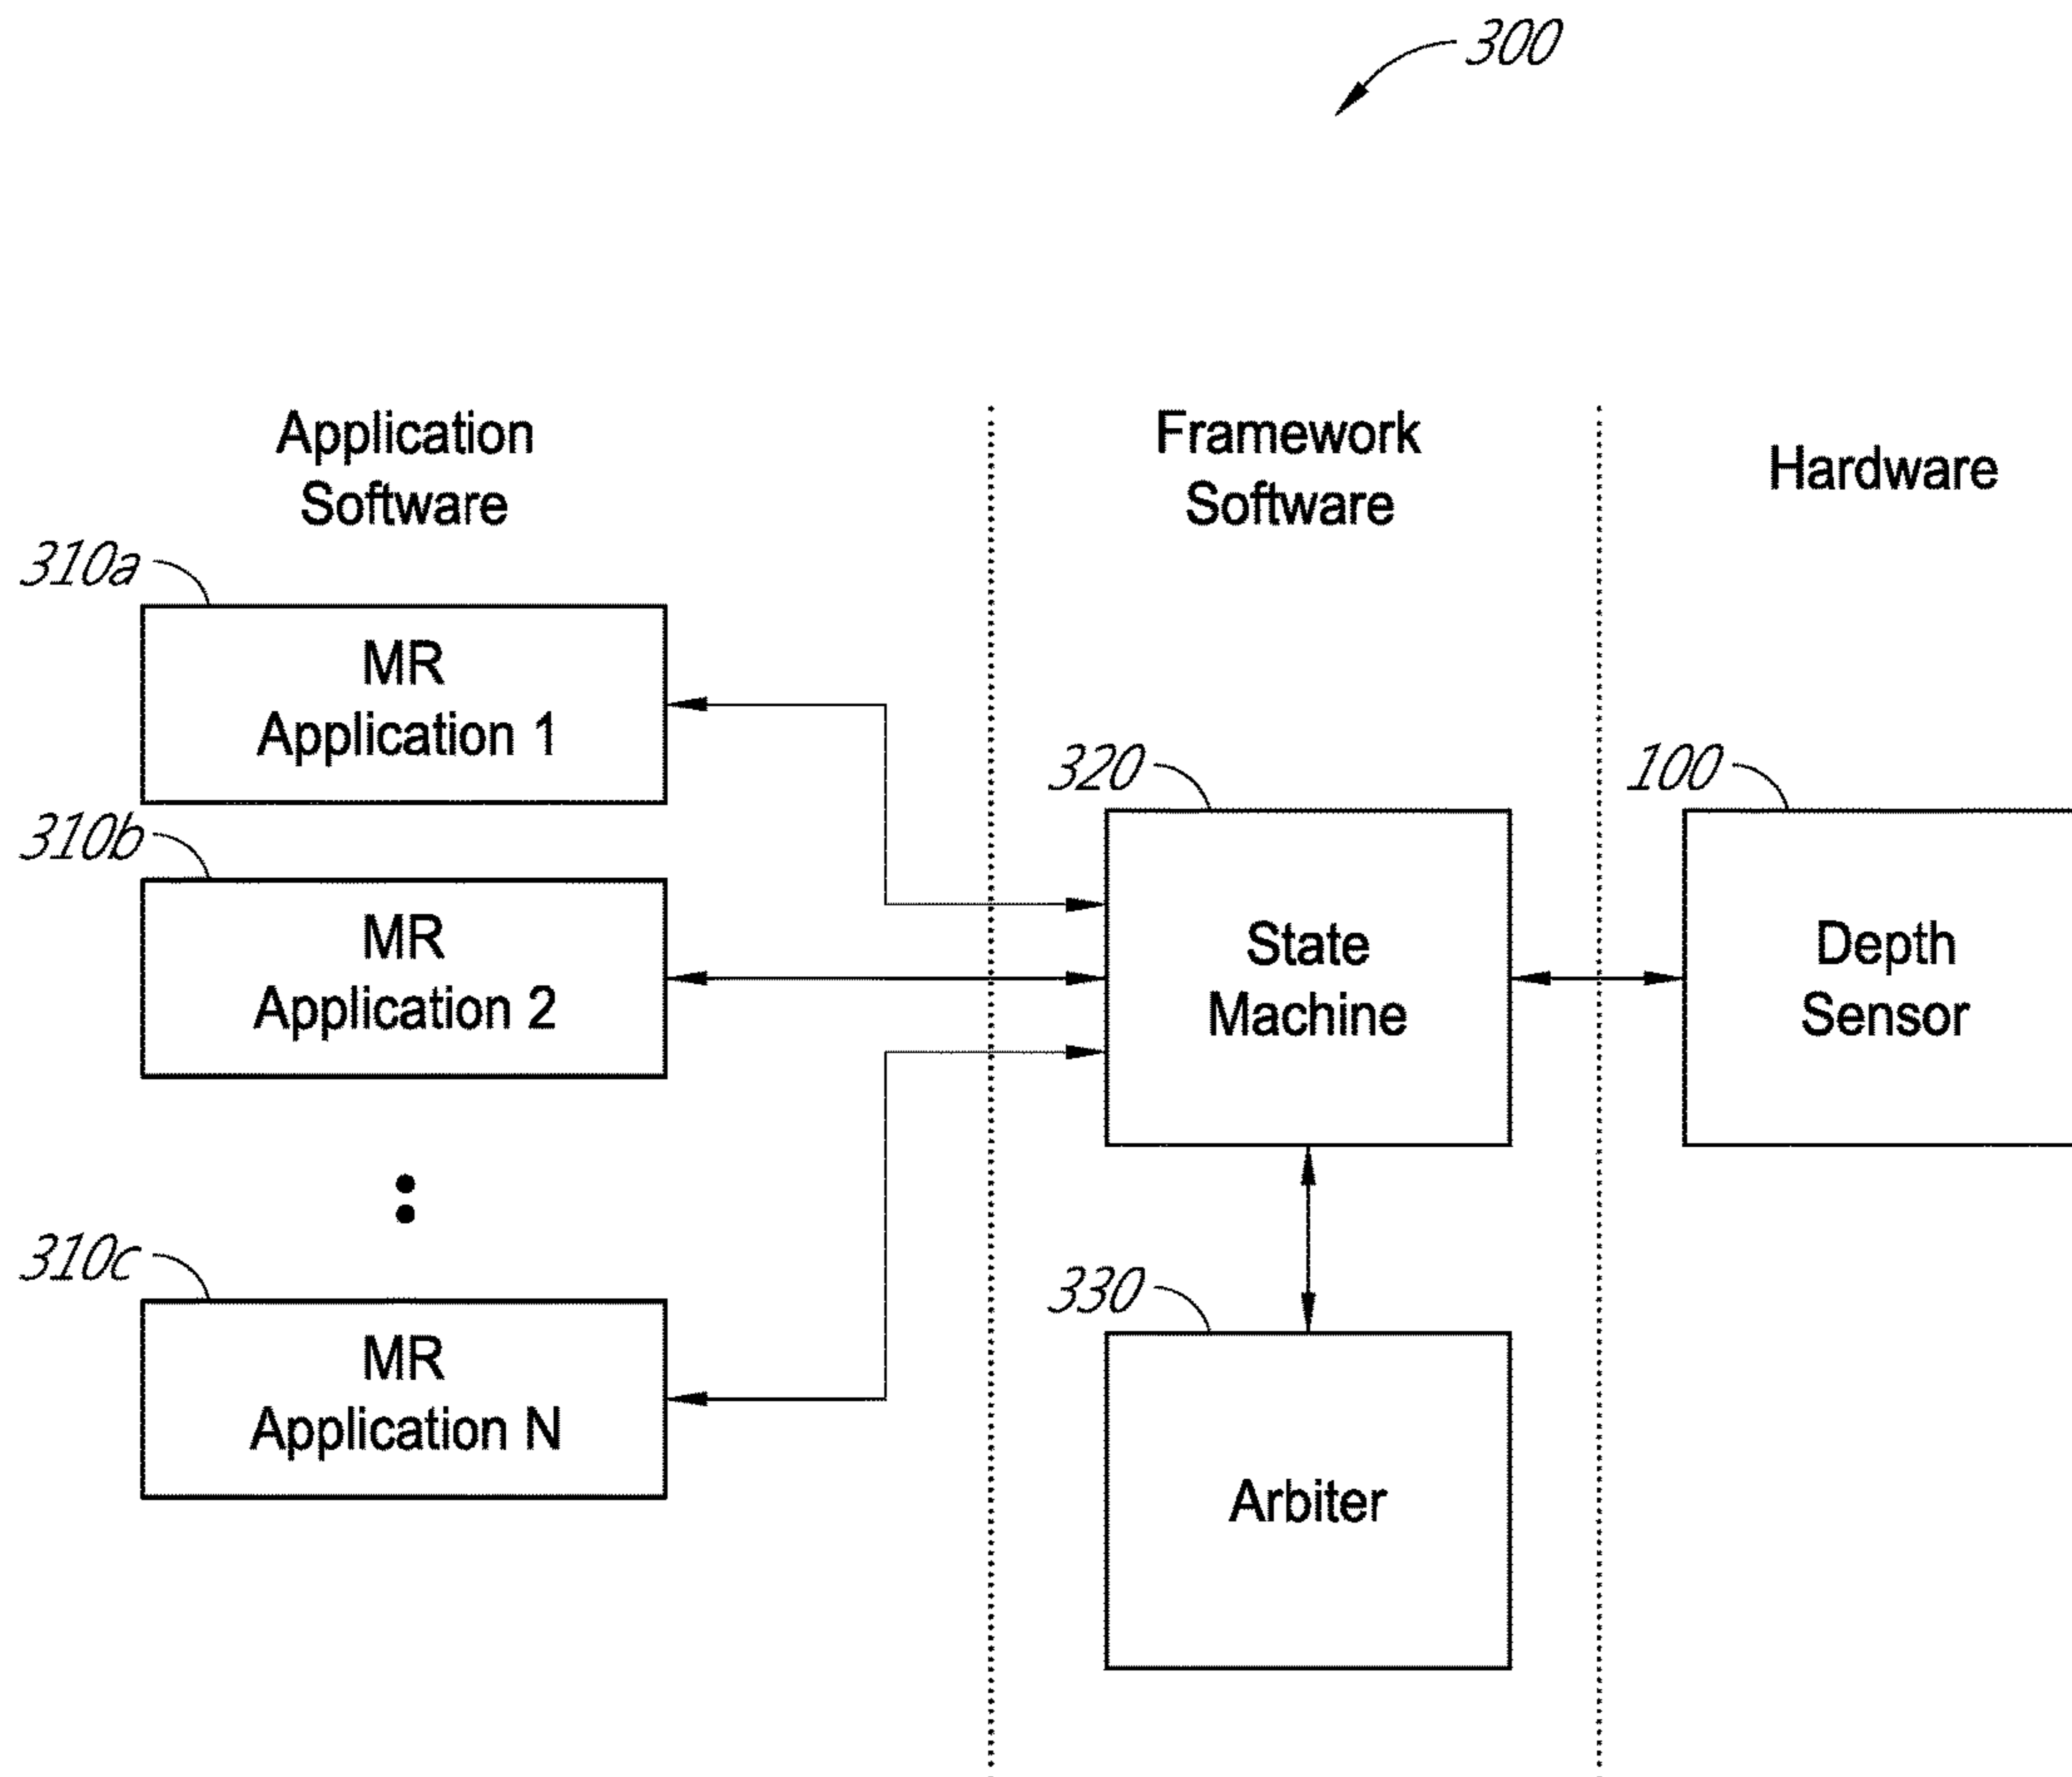 300
Application
Software
Framework
Software
Hardware
310a
MR
Application 1
310b
MR
Application 2
320
State
Machine
100
Depth
Sensor
310c
MR
Application N
330
Arbiter